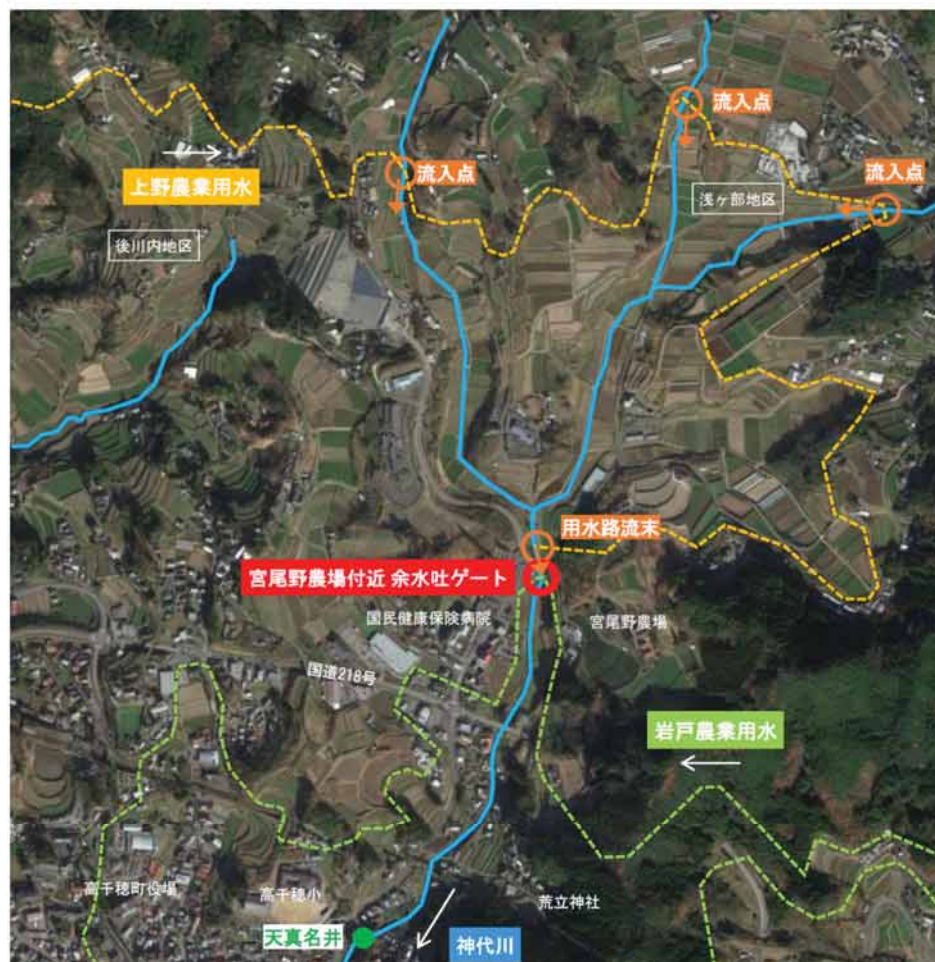 流入点
流入点
上野農業用水
流入点
浅ヶ部地区
後川内地区
用水路流末
宮尾野農場付近 余水吐ゲート
国民健康保険病院
宮尾野農場
国道218号
岩戸農業用水
高千穂町役場
高千穂小
荒立神社
天真名井
神代川